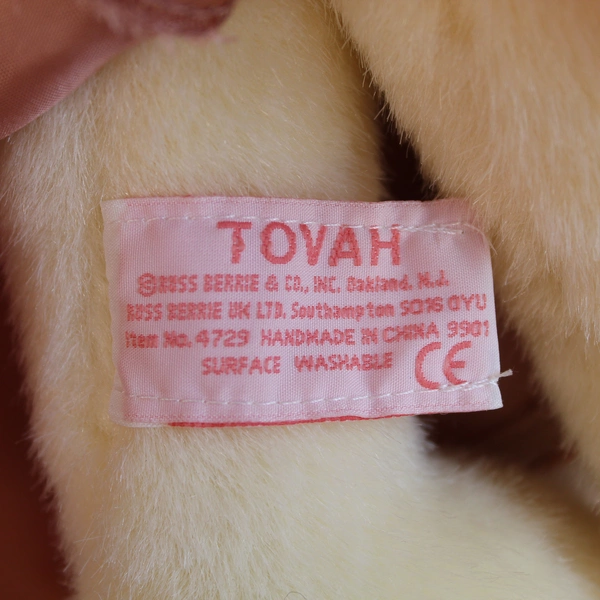 TOVAH
©RUSS BERRIE & CO., INC. Oakland, N.J.
RUSS BERRIE UK LTD. Southampton SO16 0YU
Item No. 4729 HANDMADE IN CHINA 9901
SURFACE WASHABLE CE